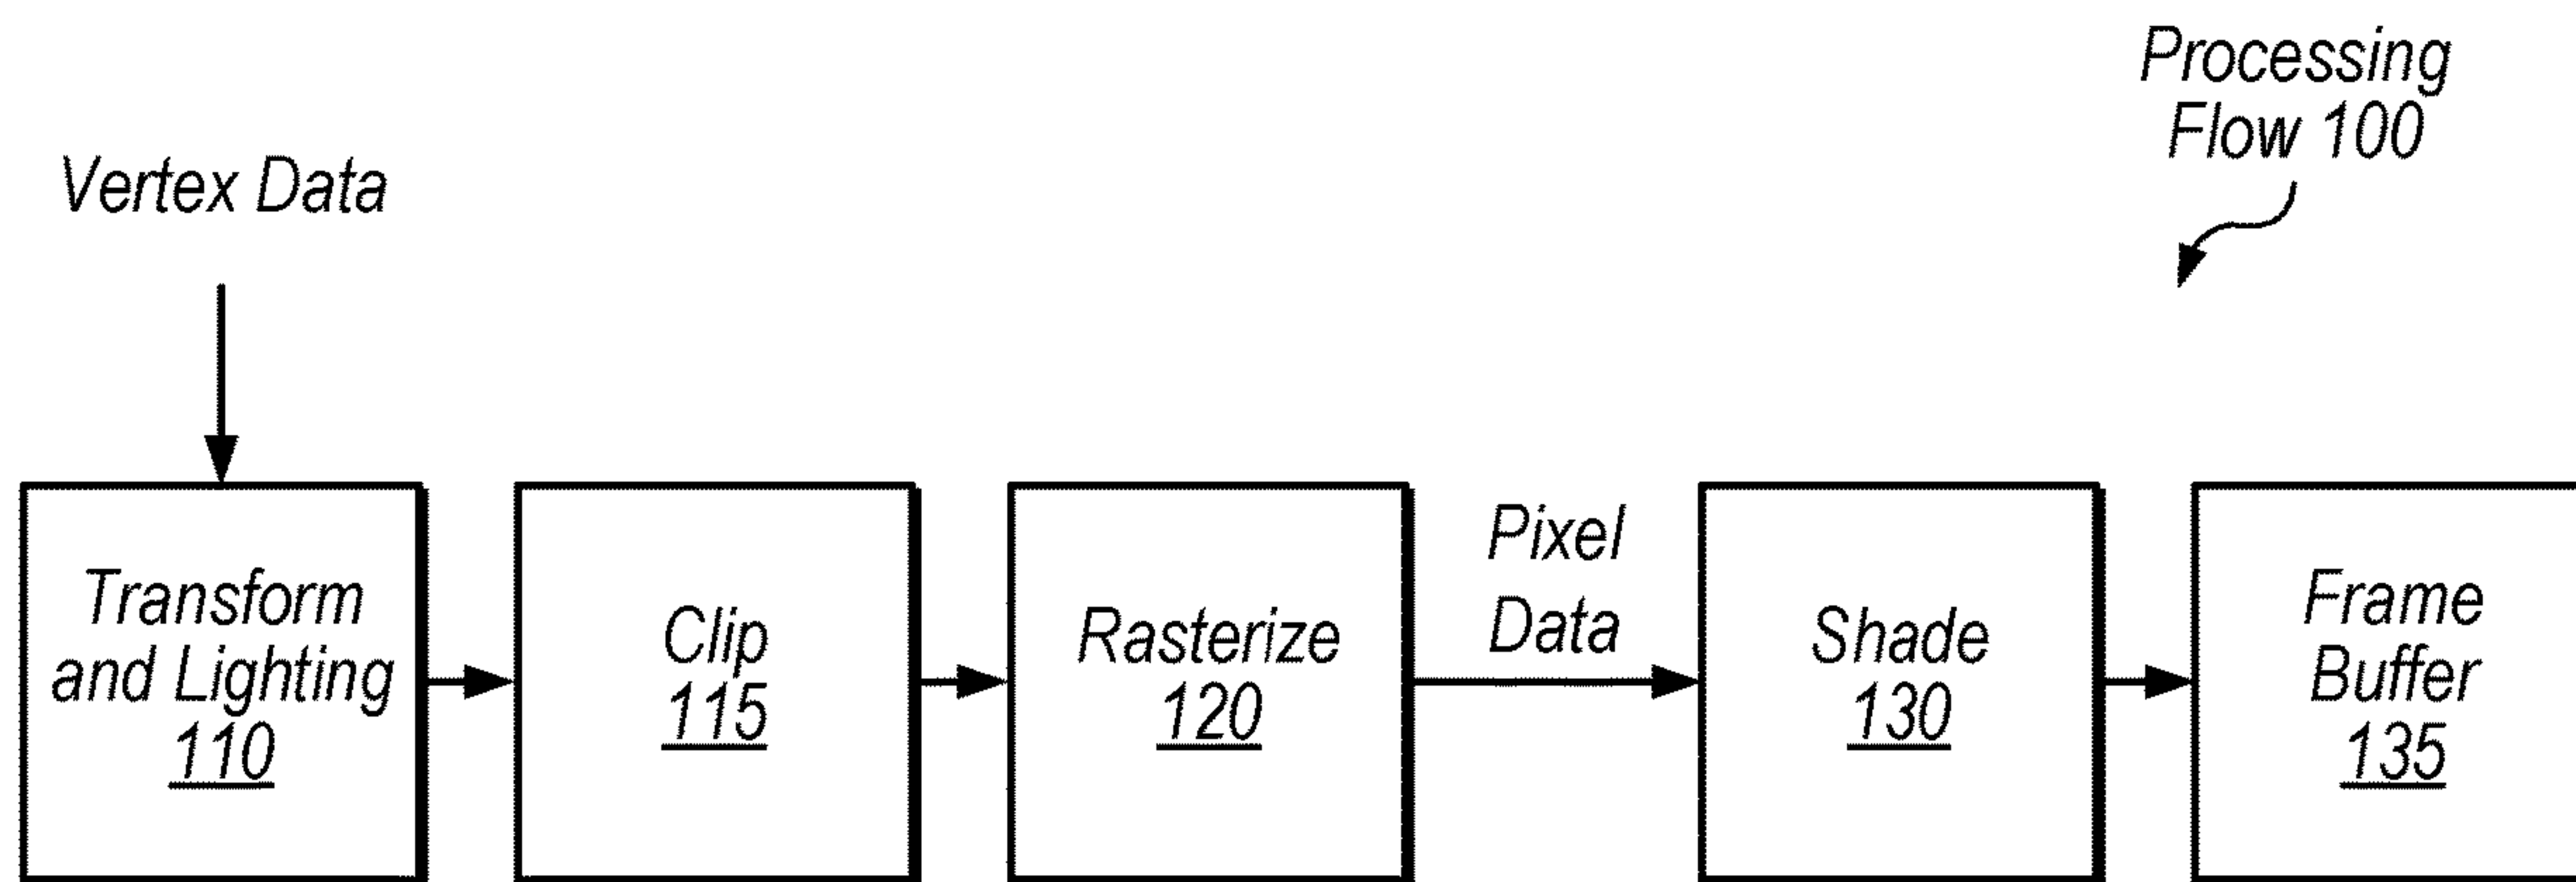 Processing
Flow 100
Vertex Data
Transform
and Lighting
110
Clip
115
Rasterize
120
Pixel
Data
Shade
130
Frame
Buffer
135